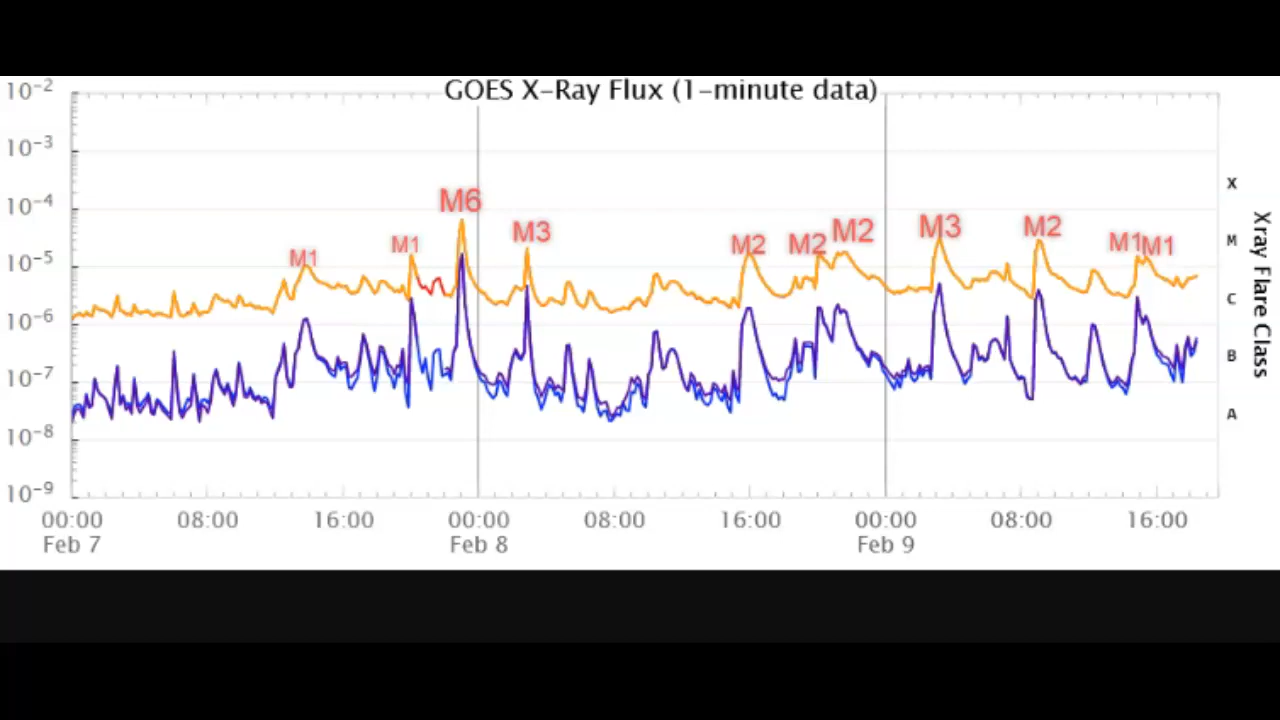 GOES X-Ray Flux (1-minute data)
10-2
10-3
10-4
10-5
10-6
10-7
10-8
10-9
M1
M1
M6
M3
M2
M2
M2
M3
M2
M1
M1
X
M
C
B
A
Xray Flare Class
00:00 08:00 16:00 00:00 08:00 16:00 00:00 08:00 16:00
Feb 7 Feb 8 Feb 9